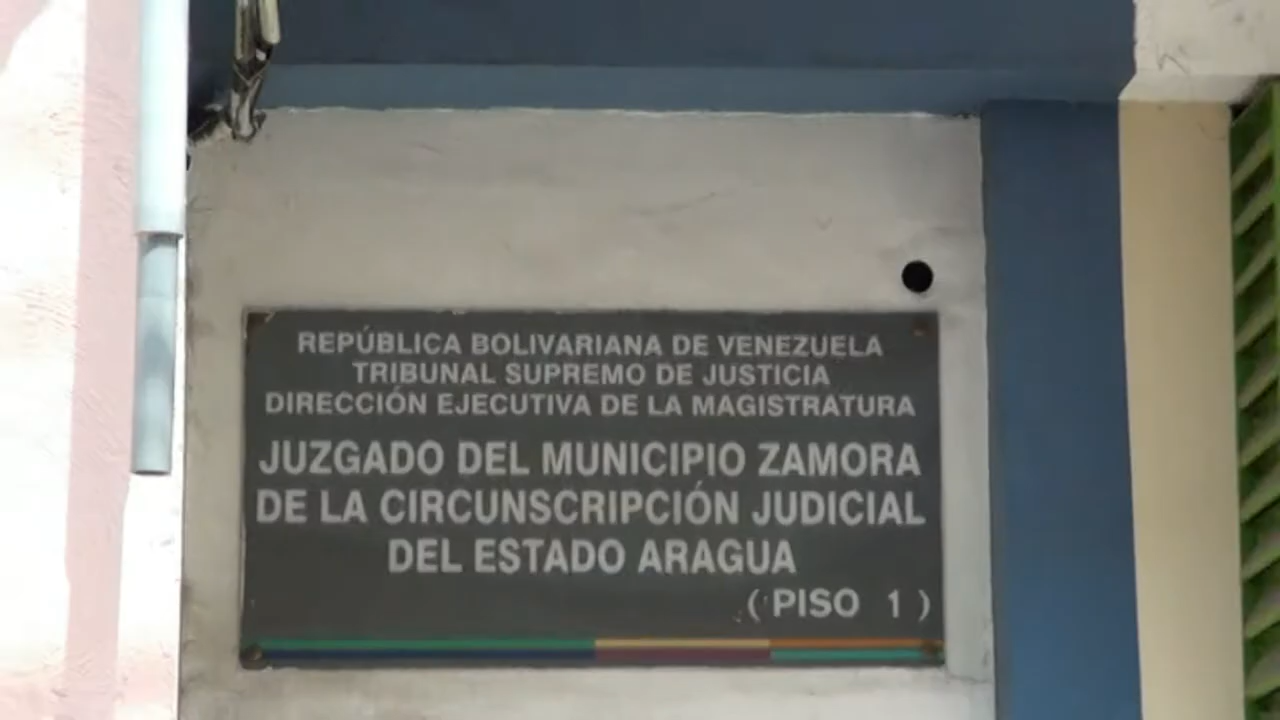 REPÚBLICA BOLIVARIANA DE VENEZUELA
TRIBUNAL SUPREMO DE JUSTICIA
DIRECCIÓN EJECUTIVA DE LA MAGISTRATURA
JUZGADO DEL MUNICIPIO ZAMORA
DE LA CIRCUNSCRIPCIÓN JUDICIAL
DEL ESTADO ARAGUA
( PISO 1 )